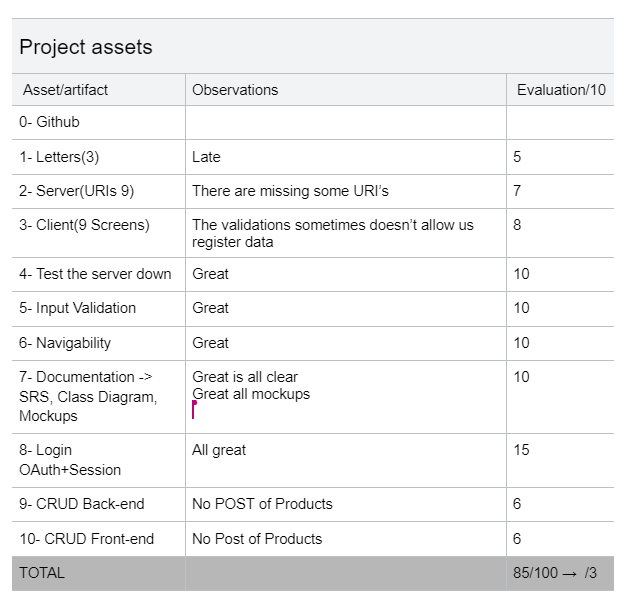 Project assets
Asset/artifact Observations Evaluation/10
0- Github
1- Letters(3) Late 5
2- Server(URIs 9) There are missing some URI's 7
3- Client(9 Screens) The validations sometimes doesn't allow us 8
register data
4- Test the server down Great 10
5- Input Validation Great 10
6- Navigability Great 10
7- Documentation -> Great is all clear 10
SRS, Class Diagram, Great all mockups
Mockups
8- Login All great 15
OAuth+Session
9- CRUD Back-end No POST of Products 6
10- CRUD Front-end No Post of Products 6
TOTAL 85/100 → /3